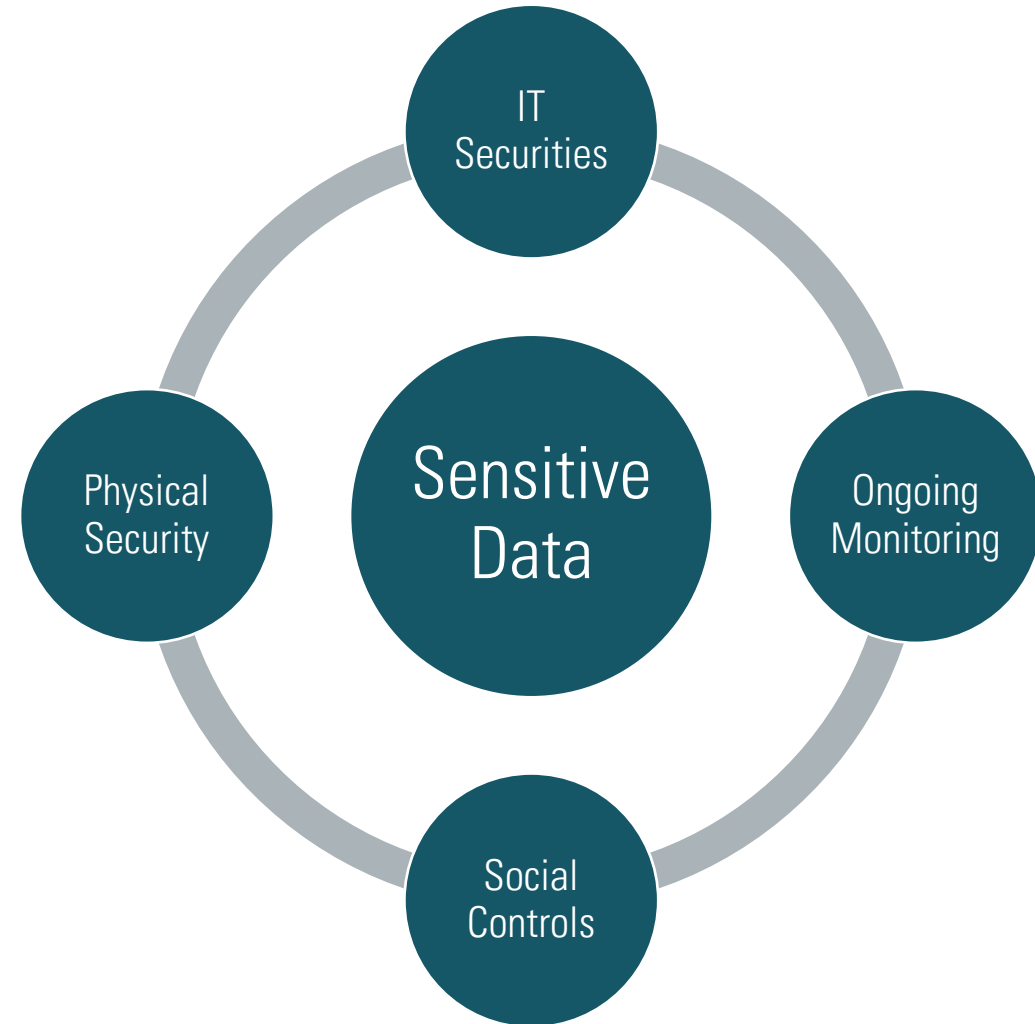 IT
Securities
Physical
Security
Sensitive
Data
Ongoing
Monitoring
Social
Controls